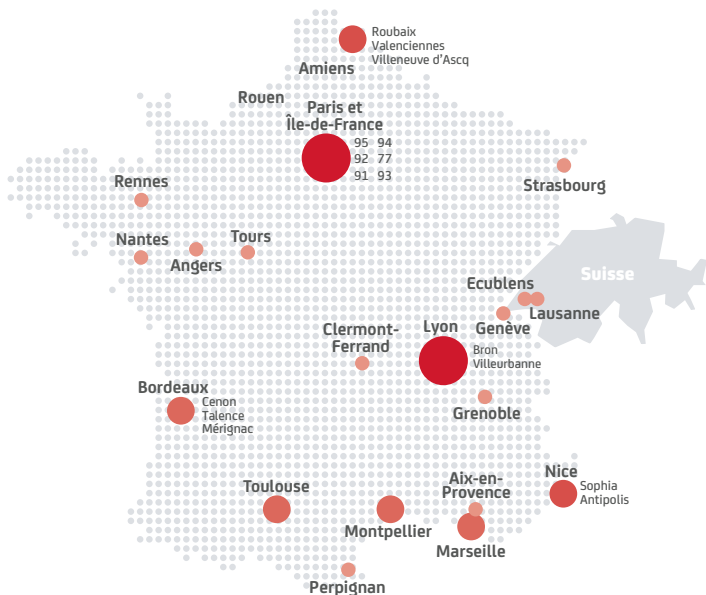 Roubaix
Valenciennes
Villeneuve d'Ascq
Amiens
Rouen
Paris et
Île-de-France
95 94
92 77
91 93
Rennes
Strasbourg
Nantes
Tours
Angers
Suisse
Ecublens
Lausanne
Genève
Clermont-
Ferrand
Lyon
Bron
Villeurbanne
Bordeaux
Cenon
Talence
Mérignac
Grenoble
Toulouse
Montpellier
Aix-en-
Provence
Marseille
Nice
Sophia
Antipolis
Perpignan